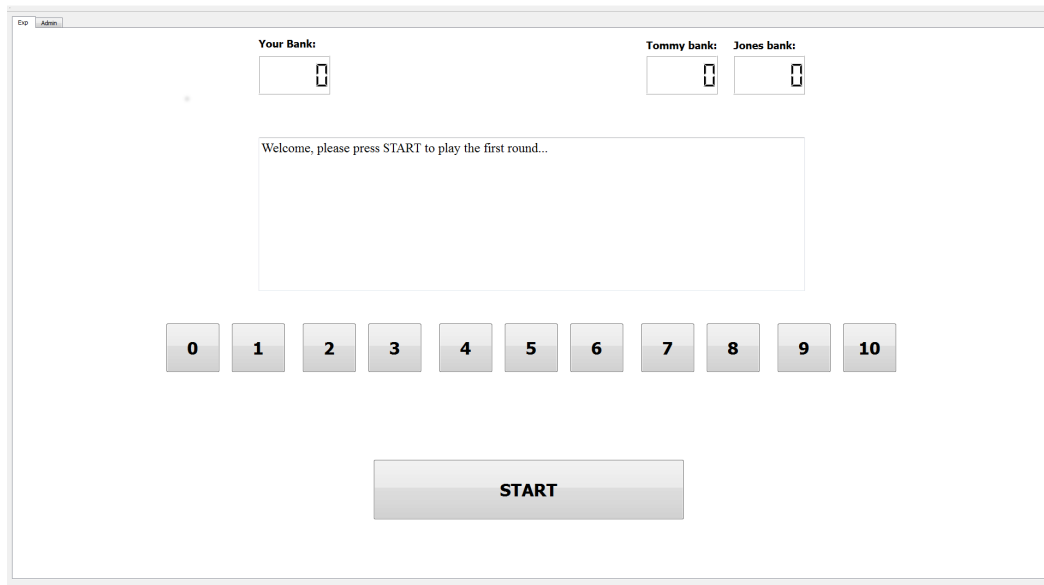 Exp Admin
Your Bank: Tommy bank: Jones bank:
0 0 0
Welcome, please press START to play the first round...
0 1 2 3 4 5 6 7 8 9 10
START